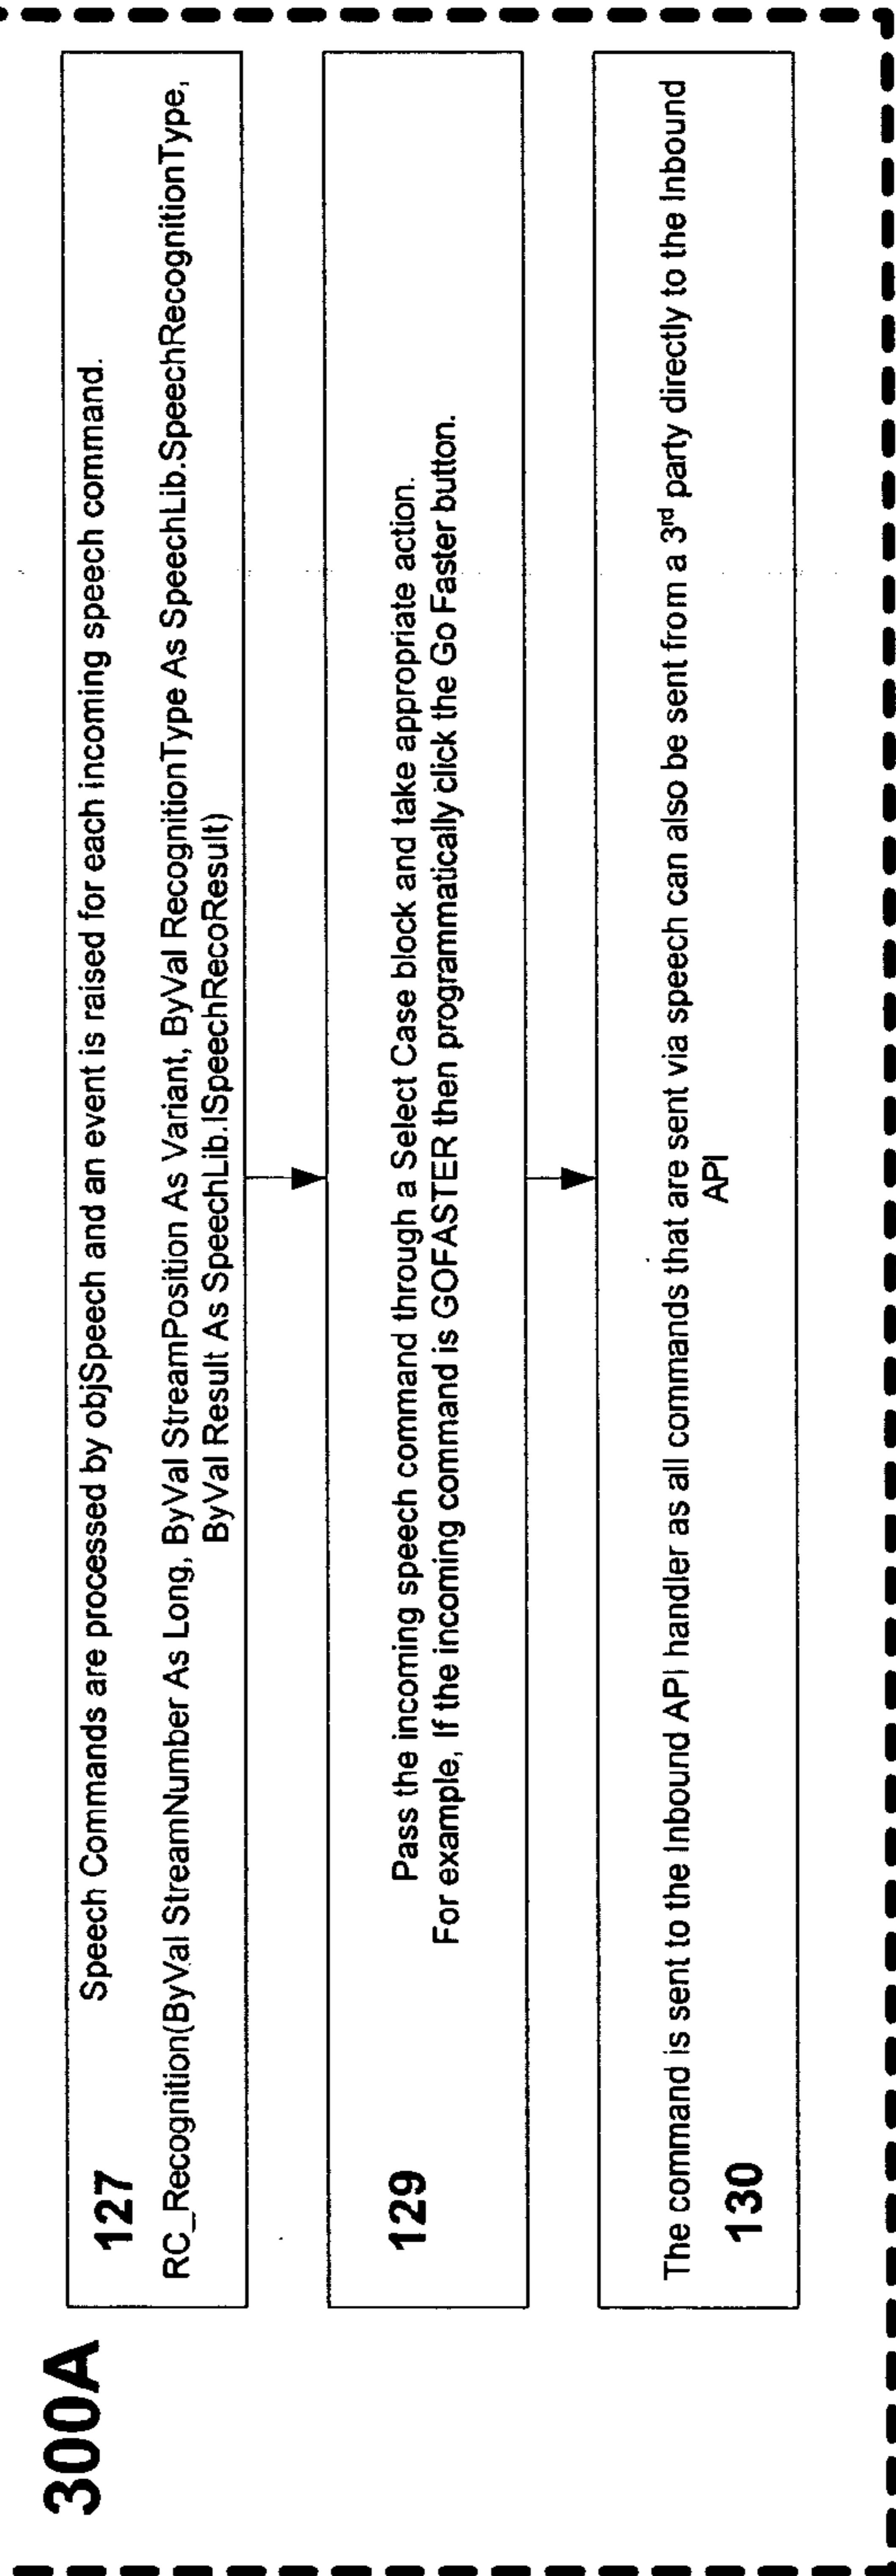 300A
127
Speech Commands are processed by objSpeech and an event is raised for each incoming speech command.
RC_Recognition(ByVal StreamNumber As Long, ByVal StreamPosition As Variant, ByVal RecognitionType As SpeechLib.SpeechRecognitionType,
ByVal Result As SpeechLib.ISpeechRecoResult)
129
Pass the incoming speech command through a Select Case block and take appropriate action.
For example, If the incoming command is GOFASTER then programmatically click the Go Faster button.
The command is sent to the Inbound API handler as all commands that are sent via speech can also be sent from a 3rd party directly to the Inbound
API
130